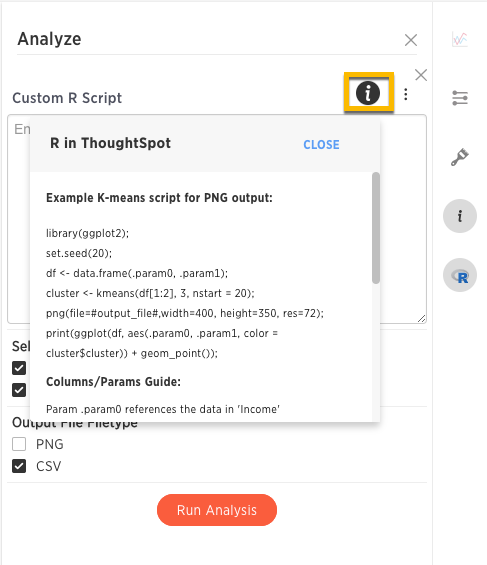 Analyze
Custom R Script
En
R in ThoughtSpot
CLOSE
Example K-means script for PNG output:
library(ggplot2);
set.seed(20);
df <- data.frame(.param0, .param1);
cluster <- kmeans(df[1:2], 3, nstart = 20);
png(file=#output_file#,width=400, height=350, res=72);
print(ggplot(df, aes(.param0, .param1, color =
cluster$cluster)) + geom_point());
Columns/Params Guide:
Param .param0 references the data in 'Income'
Sel
Output File Filetype
PNG
CSV
Run Analysis
i
i
R